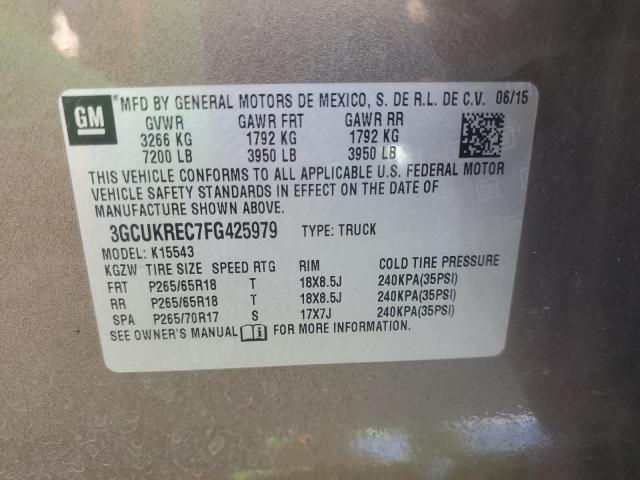 GM
*MFD BY GENERAL MOTORS DE MEXICO, S. DE R.L. DE C.V. 06/15
GVWR GAWR FRT GAWR RR
3266 KG 1792 KG 1792 KG
7200 LB 3950 LB 3950 LB
THIS VEHICLE CONFORMS TO ALL APPLICABLE U.S. FEDERAL MOTOR
VEHICLE SAFETY STANDARDS IN EFFECT ON THE DATE OF
MANUFACTURE SHOWN ABOVE.
3GCUKREC7FG425979 TYPE: TRUCK
MODEL: K15543
KGZW TIRE SIZE SPEED RTG RIM COLD TIRE PRESSURE
FRT P265/65R18 T 18X8.5J 240KPA(35PSI)
RR P265/65R18 T 18X8.5J 240KPA(35PSI)
SPA P265/70R17 S 17X7J 240KPA(35PSI)
SEE OWNER'S MANUAL FOR MORE INFORMATION.